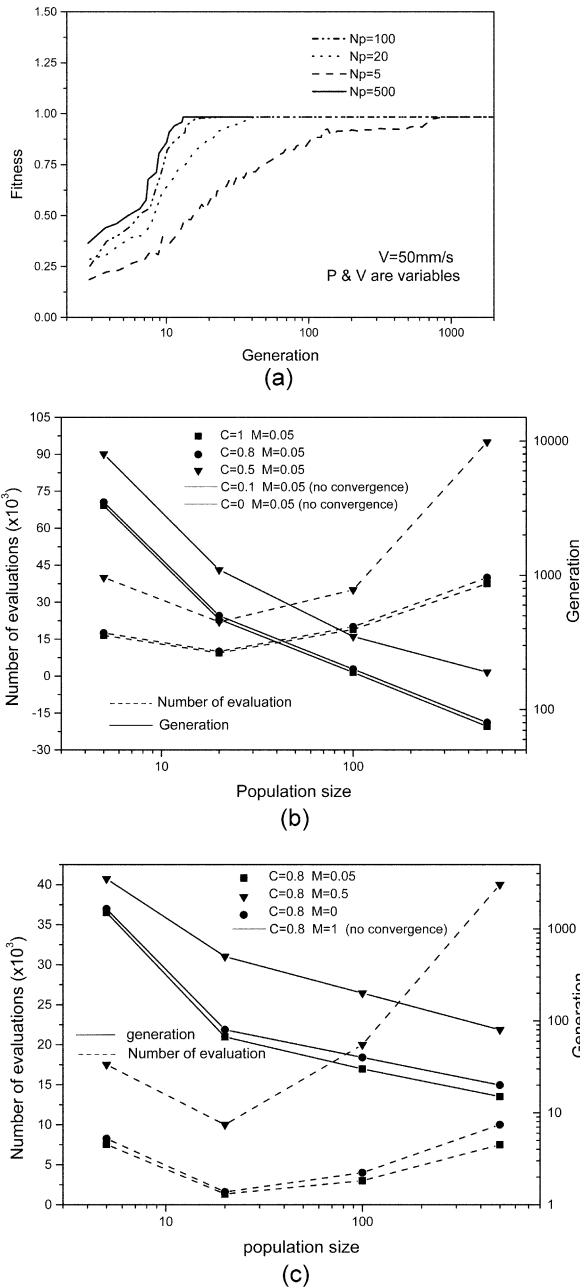 1.50
1.25
1.00
0.75
0.50
0.25
0.00
Fitness
Np=100
Np=20
Np=5
Np=500
V=50mm/s
P & V are variables
10
100
1000
Generation
(a)
105
90
75
60
45
30
15
0
-15
-30
Number of evaluations (x10³)
C=1 M=0.05
C=0.8 M=0.05
C=0.5 M=0.05
C=0.1 M=0.05 (no convergence)
C=0 M=0.05 (no convergence)
Number of evaluation
Generation
10000
1000
100
Generation
10
100
Population size
(b)
40
35
30
25
20
15
10
5
0
Number of evaluations (x10³)
C=0.8 M=0.05
C=0.8 M=0.5
C=0.8 M=0
C=0.8 M=1 (no convergence)
generation
Number of evaluation
1000
100
10
1
Generation
10
100
population size
(c)